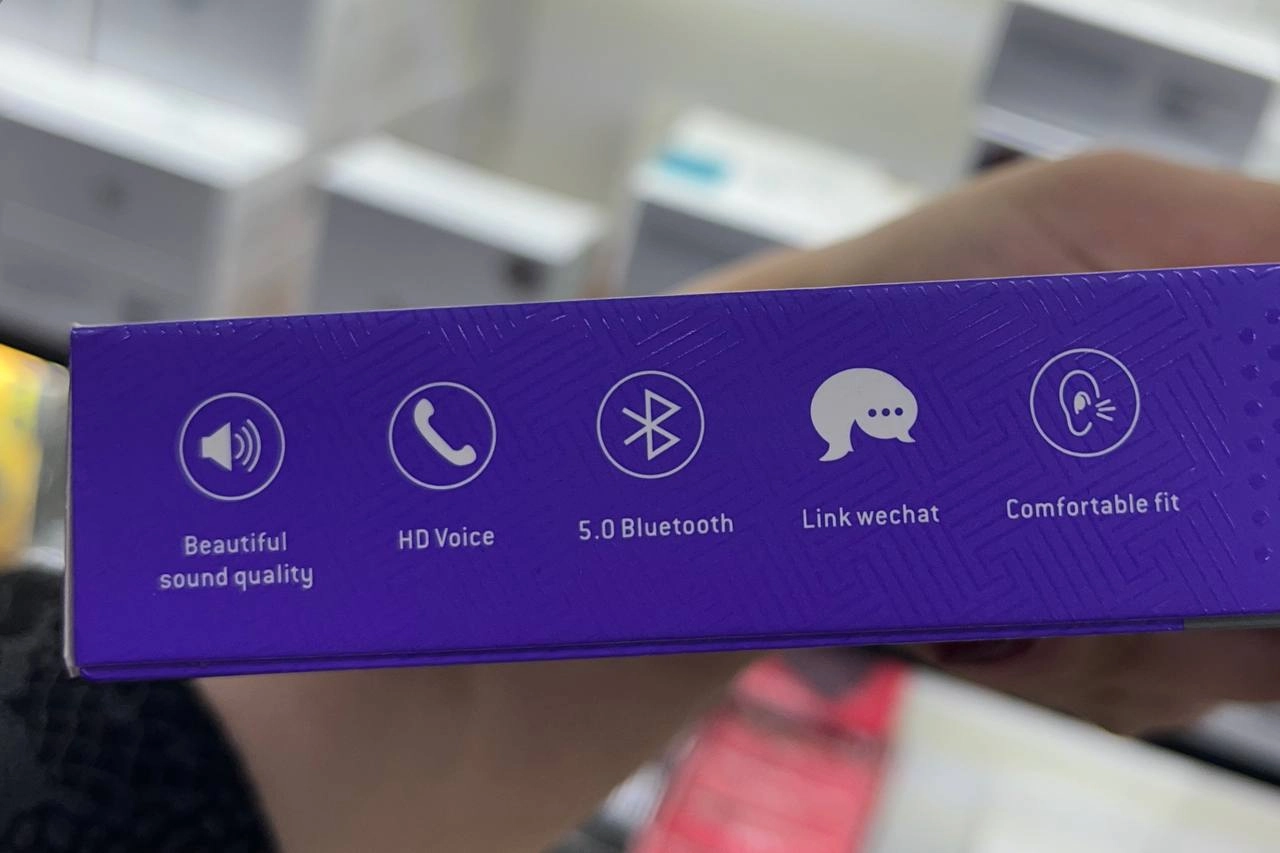 Beautiful
sound quality
HD Voice
5.0 Bluetooth
Link wechat
Comfortable fit